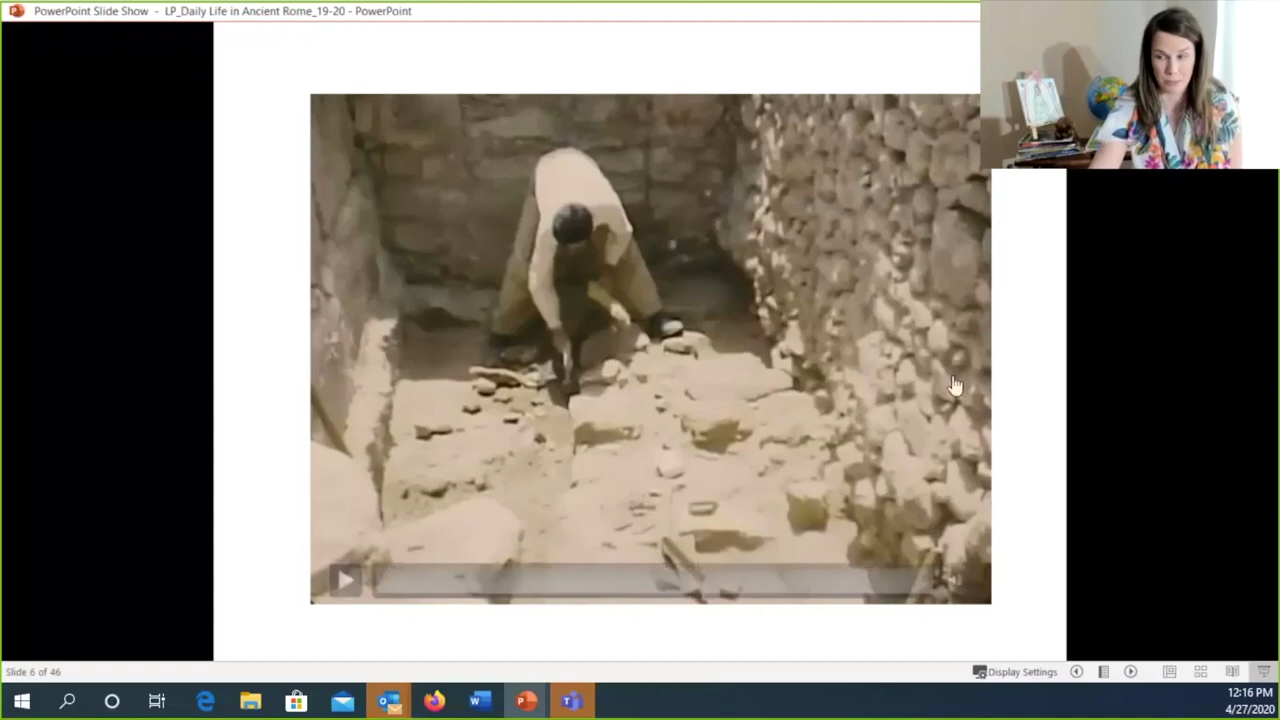 PowerPoint Slide Show - LP_Daily Life in Ancient Rome_19-20 - PowerPoint
Slide 6 of 46
Display Settings
12:16 PM
4/27/2020